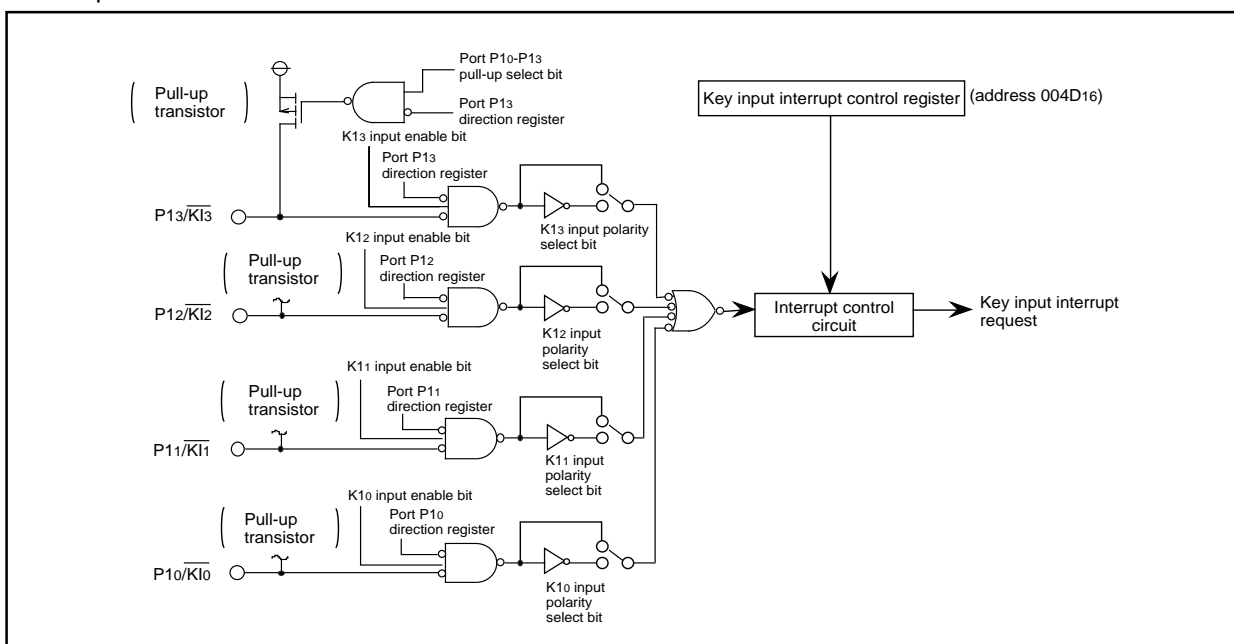 Port P10-P13
pull-up select bit
Pull-up
transistor
Port P13
direction register
Key input interrupt control register
(address 004D16)
K13 input enable bit
Port P13
direction register
P13/KI3
K13 input polarity
select bit
K12 input enable bit
Pull-up
transistor
Port P12
direction register
P12/KI2
K12 input
polarity
select bit
Interrupt control
circuit
Key input interrupt
request
K11 input enable bit
Pull-up
transistor
Port P11
direction register
P11/KI1
K11 input
polarity
select bit
K10 input enable bit
Pull-up
transistor
Port P10
direction register
P10/KI0
K10 input
polarity
select bit